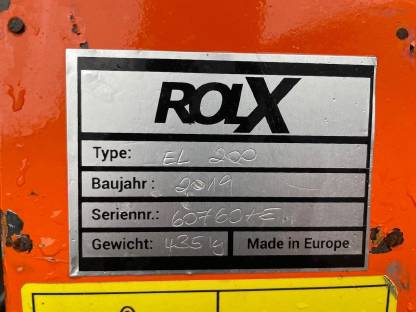 ROLX
Type: EL 200
Baujahr: 2019
Seriennr.:
Gewicht: 435 kg Made in Europe